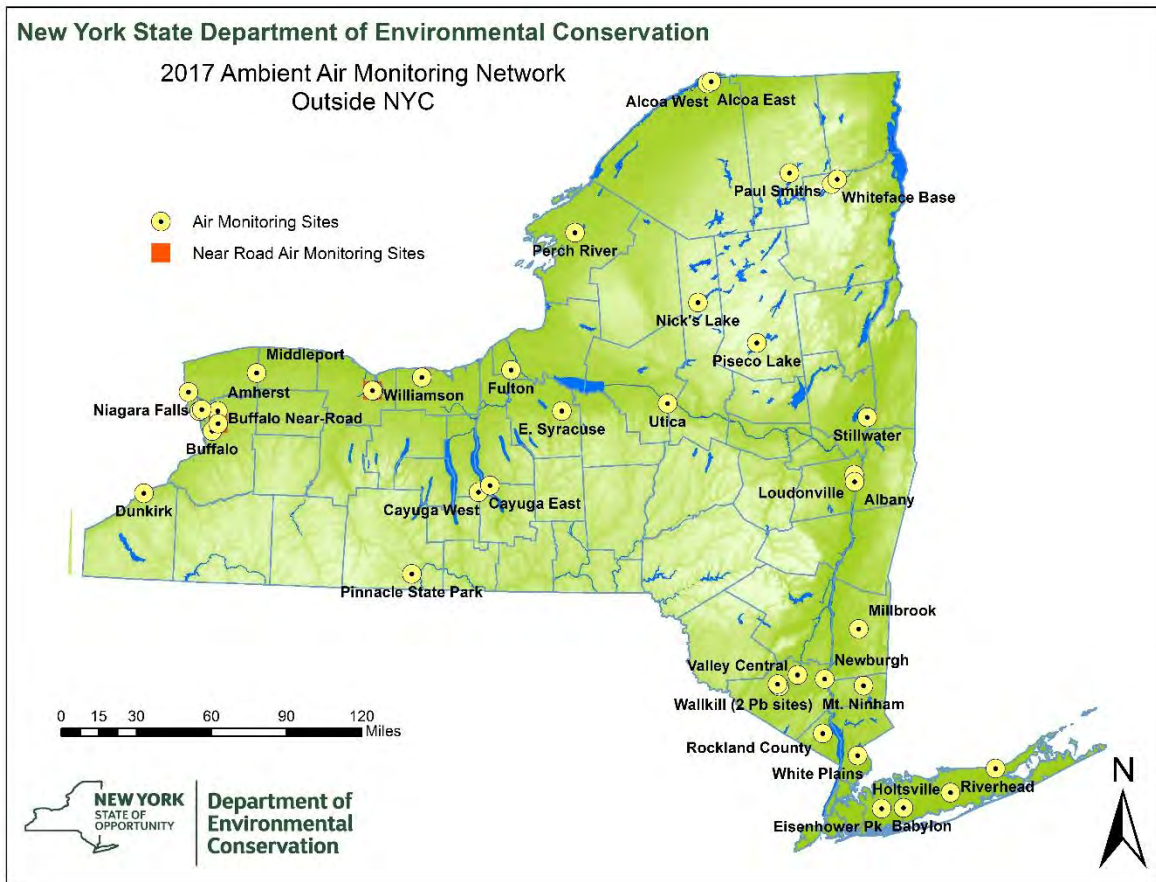 New York State Department of Environmental Conservation
2017 Ambient Air Monitoring Network
Outside NYC
Alcoa West
Alcoa East
Air Monitoring Sites
Near Road Air Monitoring Sites
Paul Smiths
Whiteface Base
Perch River
Nick's Lake
Piseco Lake
Middleport
Amherst
Niagara Falls
Buffalo Near-Road
Buffalo
Williamson
Fulton
E. Syracuse
Utica
Stillwater
Dunkirk
Cayuga West
Cayuga East
Loudonville
Albany
Pinnacle State Park
Millbrook
Valley Central
Newburgh
Wallkill (2 Pb sites)
Mt. Ninham
Rockland County
White Plains
Holtsville
Riverhead
Eisenhower Pk
Babylon
0 15 30 60 90 120
Miles
N
NEW YORK
STATE OF
OPPORTUNITY
Department of
Environmental
Conservation